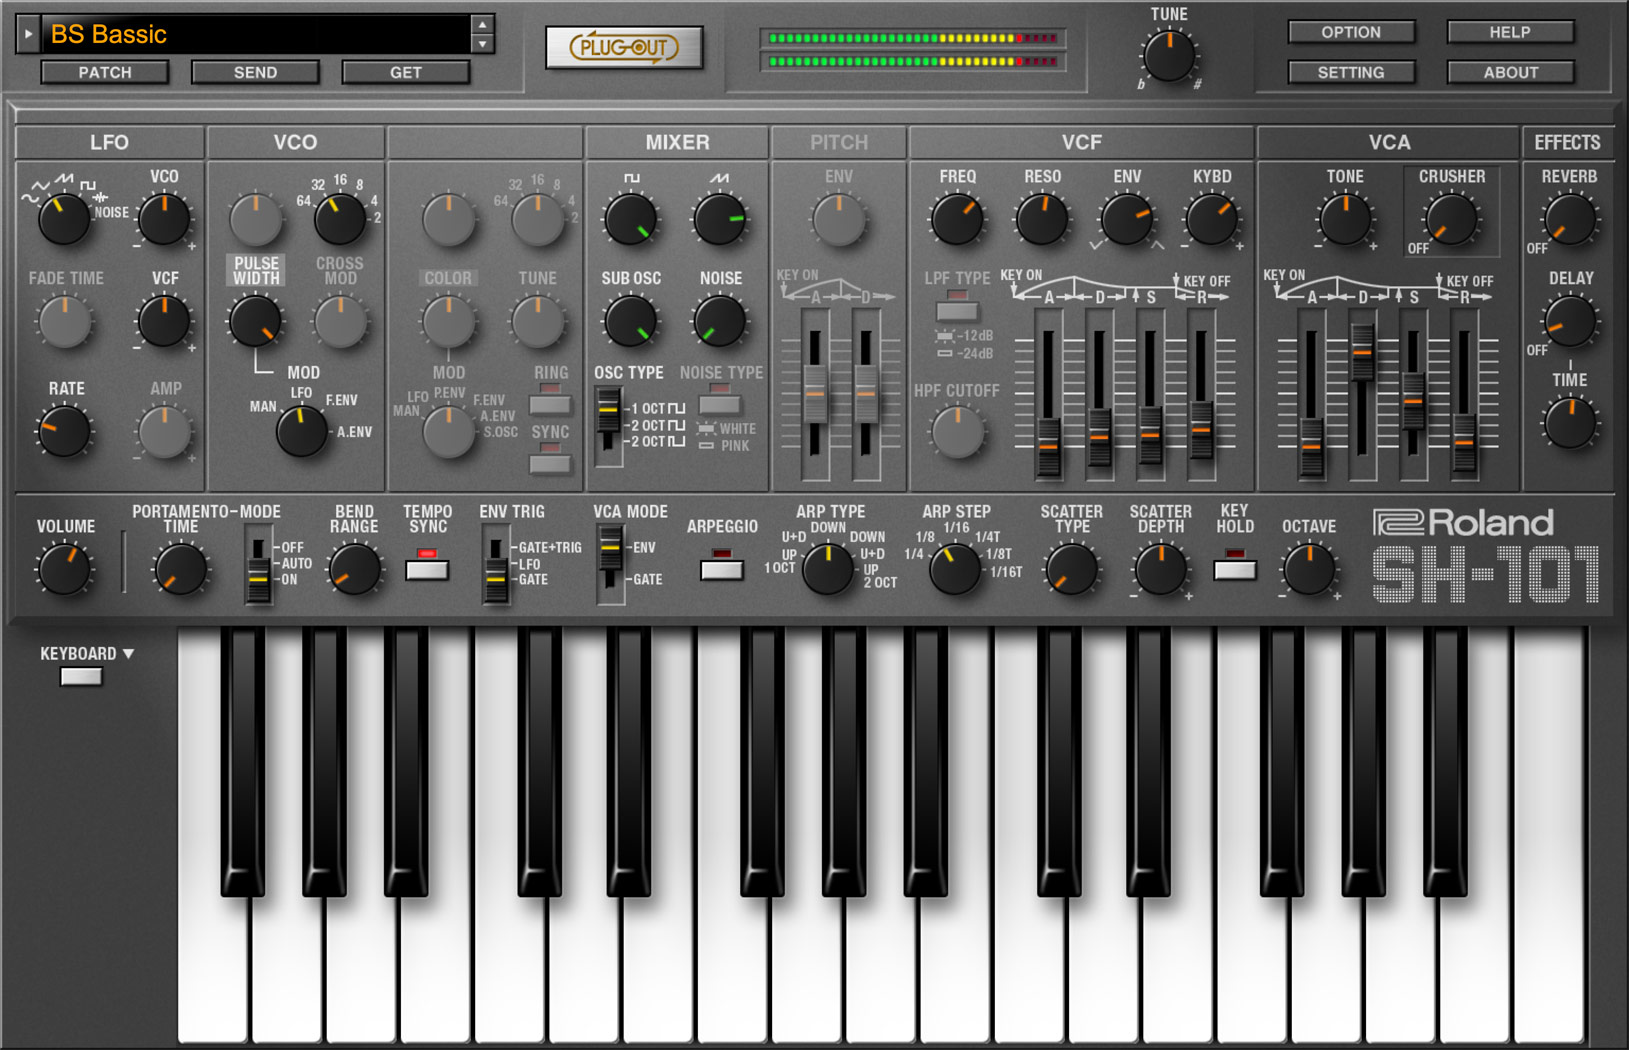 BS Bassic
PATCH SEND GET
PLUG-OUT
TUNE
b #
OPTION HELP
SETTING ABOUT
LFO VCO MIXER PITCH VCF VCA EFFECTS
NOISE
VCO
- +
FADE TIME
VCF
- +
RATE
AMP
- +
64 32 16 8 4 2
PULSE
WIDTH
CROSS
MOD
MOD
MAN LFO F.ENV
A.ENV
64 32 16 8 4 2
COLOR TUNE
MOD
MAN LFO P.ENV F.ENV
A.ENV
S.OSC
RING
SYNC
SUB OSC NOISE
OSC TYPE
1 OCT
2 OCT
2 OCT
NOISE TYPE
WHITE
PINK
ENV
KEY ON
A D
FREQ RESO ENV KYBD
- +
LPF TYPE
-12dB
-24dB
HPF CUTOFF
KEY ON KEY OFF
A D S R
TONE
- +
CRUSHER
OFF
KEY ON KEY OFF
A D S R
REVERB
OFF
DELAY
OFF
TIME
VOLUME
PORTAMENTO-MODE
TIME
OFF
AUTO
ON
BEND
RANGE
TEMPO
SYNC
ENV TRIG
GATE+TRIG
LFO
GATE
VCA MODE
ENV
GATE
ARPEGGIO
ARP TYPE
1 OCT UP U+D DOWN DOWN U+D UP
2 OCT
ARP STEP
1/4 1/8 1/16 1/4T 1/8T 1/16T
SCATTER
TYPE
SCATTER
DEPTH
- +
KEY
HOLD
OCTAVE
- +
Roland
SH-101
KEYBOARD ▼